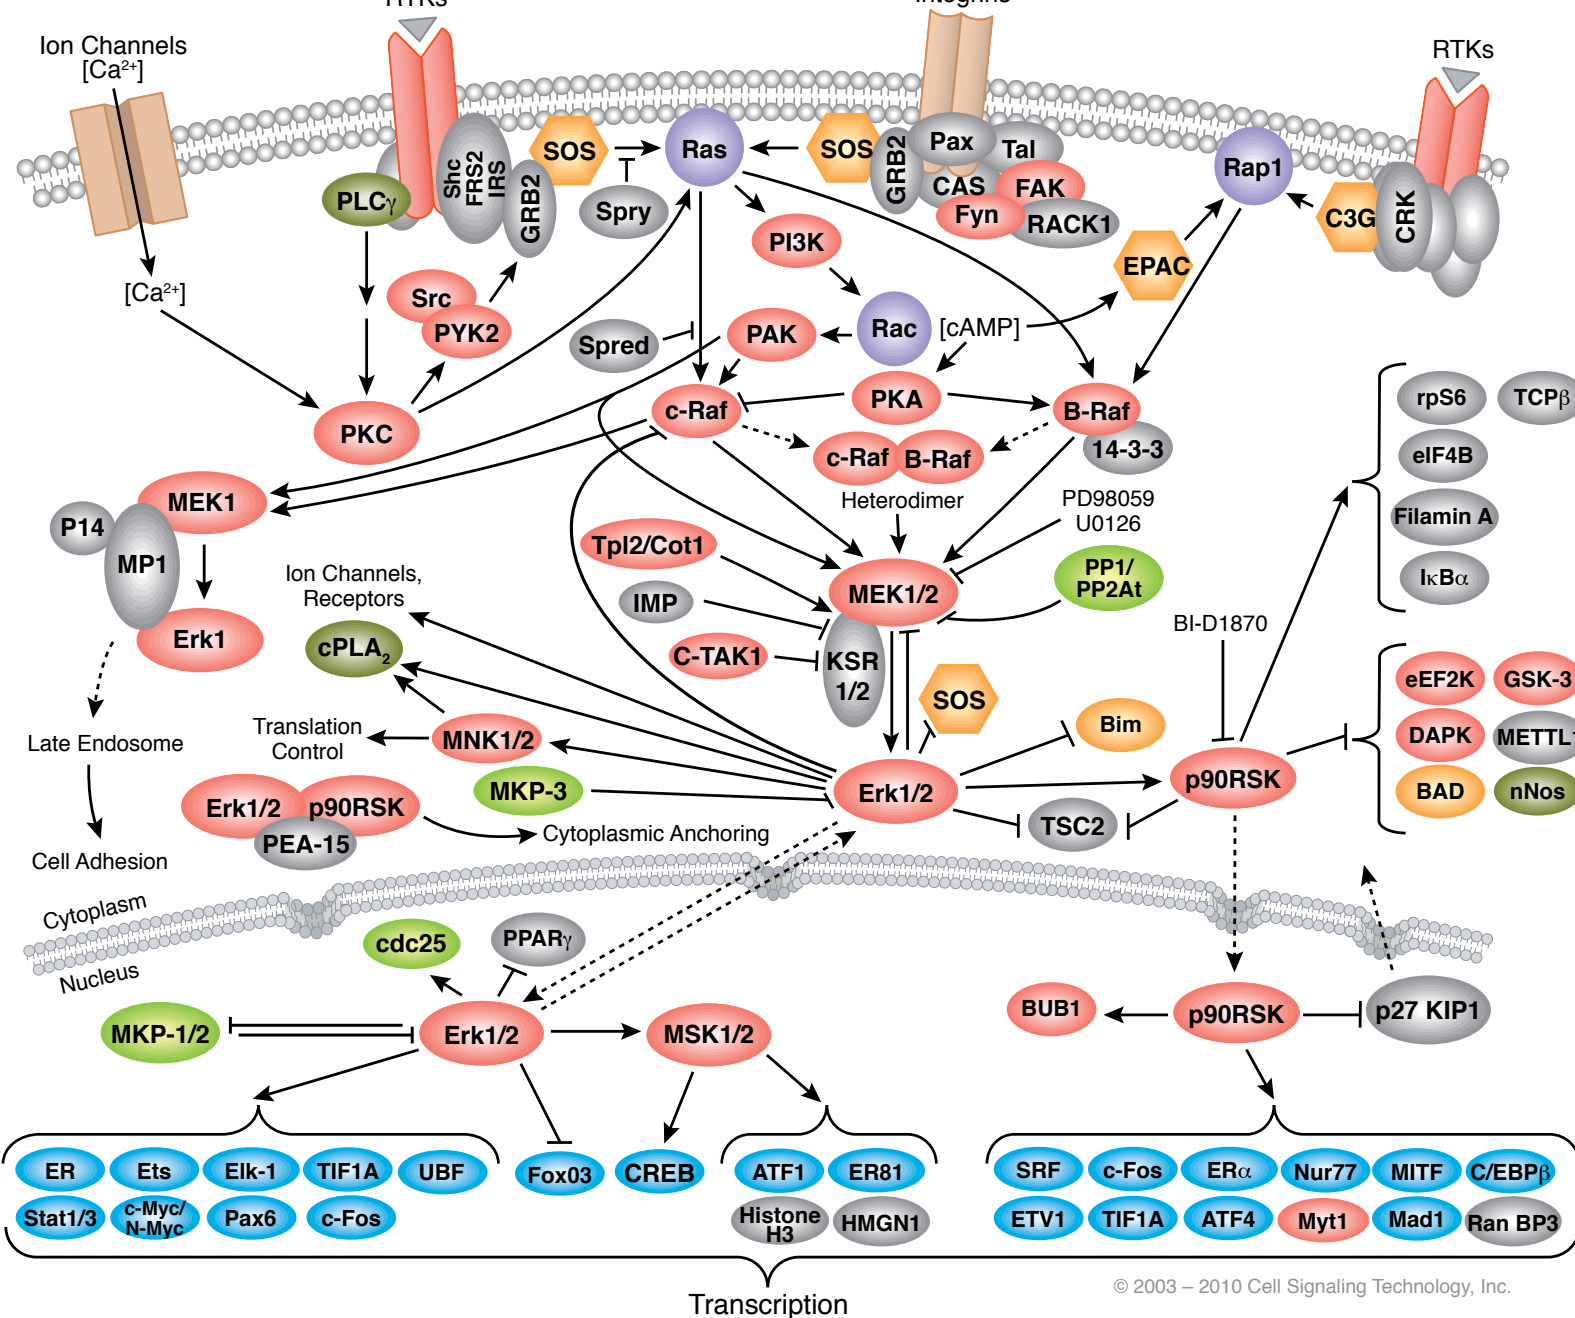 RTKs
Integrins
Ion Channels
[Ca²⁺]
RTKs
SOS
Ras
SOS
GRB2
Pax
Tal
Rap1
Shc
FRS2
IRS
PLCγ
GRB2
Spry
CAS
FAK
Fyn
RACK1
C3G
CRK
PI3K
EPAC
[Ca²⁺]
Src
PYK2
Spred
PAK
Rac
[cAMP]
PKC
c-Raf
PKA
B-Raf
14-3-3
c-Raf
B-Raf
Heterodimer
rpS6
TCPβ
eIF4B
Filamin A
IκBα
MEK1
P14
MP1
Erk1
PD98059
U0126
Tpl2/Cot1
IMP
C-TAK1
MEK1/2
KSR
1/2
PP1/
PP2At
BI-D1870
Ion Channels,
Receptors
cPLA₂
SOS
Bim
eEF2K
GSK-3
DAPK
BAD
nNos
Late Endosome
Translation
Control
MNK1/2
MKP-3
Erk1/2
p90RSK
TSC2
Erk1/2
p90RSK
PEA-15
Cytoplasmic Anchoring
Cell Adhesion
Cytoplasm
Nucleus
cdc25
PPARγ
MKP-1/2
Erk1/2
MSK1/2
BUB1
p90RSK
p27 KIP1
ER
Ets
Elk-1
TIF1A
UBF
Fox03
CREB
ATF1
ER81
SRF
c-Fos
ERα
Nur77
MITF
C/EBPβ
Stat1/3
c-Myc/
N-Myc
Pax6
c-Fos
Histone
H3
HMGN1
ETV1
TIF1A
ATF4
Myt1
Mad1
Ran BP3
Transcription
© 2003 – 2010 Cell Signaling Technology, Inc.